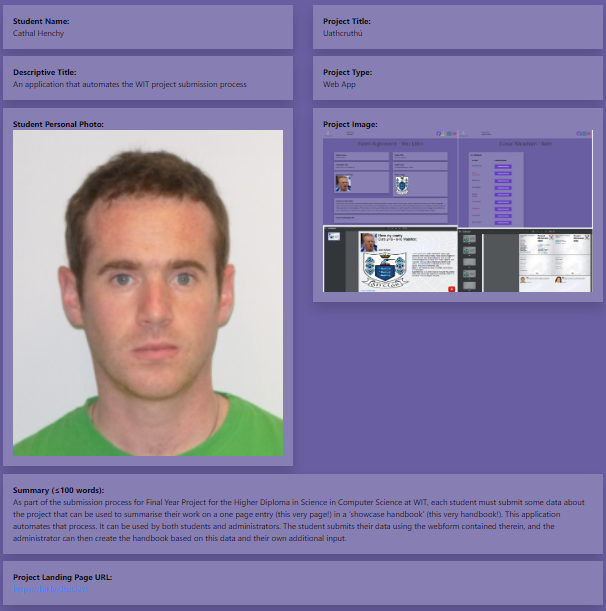 Student Name:
Cathal Henchy
Project Title:
Uathcruthú
Descriptive Title:
An application that automates the WIT project submission process
Project Type:
Web App
Student Personal Photo:
Project Image:
Summary (≤100 words):
As part of the submission process for Final Year Project for the Higher Diploma in Science in Computer Science at WIT, each student must submit some data about
the project that can be used to summarise their work on a one page entry (this very page!) in a 'showcase handbook' (this very handbook!). This application
automates that process. It can be used by both students and administrators. The student submits their data using the webform contained therein, and the
administrator can then create the handbook based on this data and their own additional input.
Project Landing Page URL: